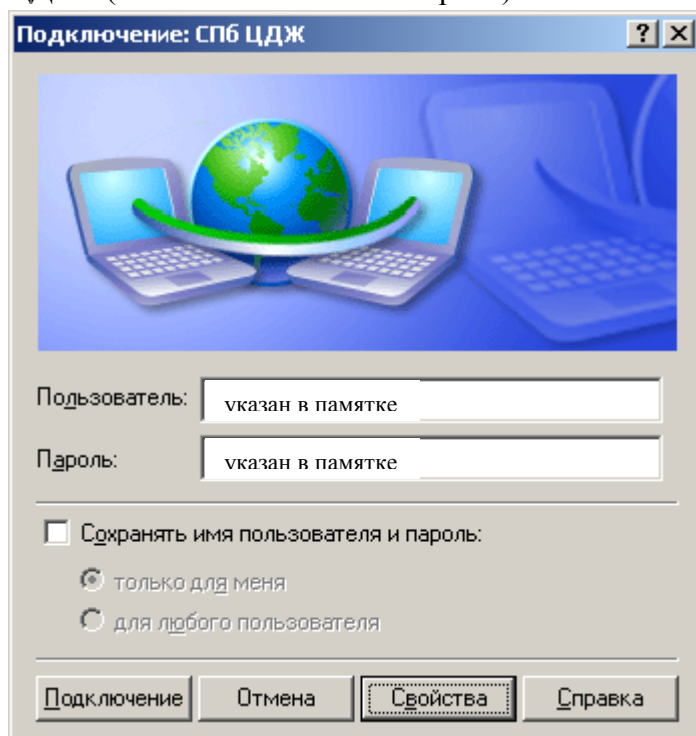 Подключение: СПб ЦДЖ
Пользователь: указан в памятке
Пароль: указан в памятке
Сохранять имя пользователя и пароль:
только для меня
для любого пользователя
Подключение Отмена Свойства Справка